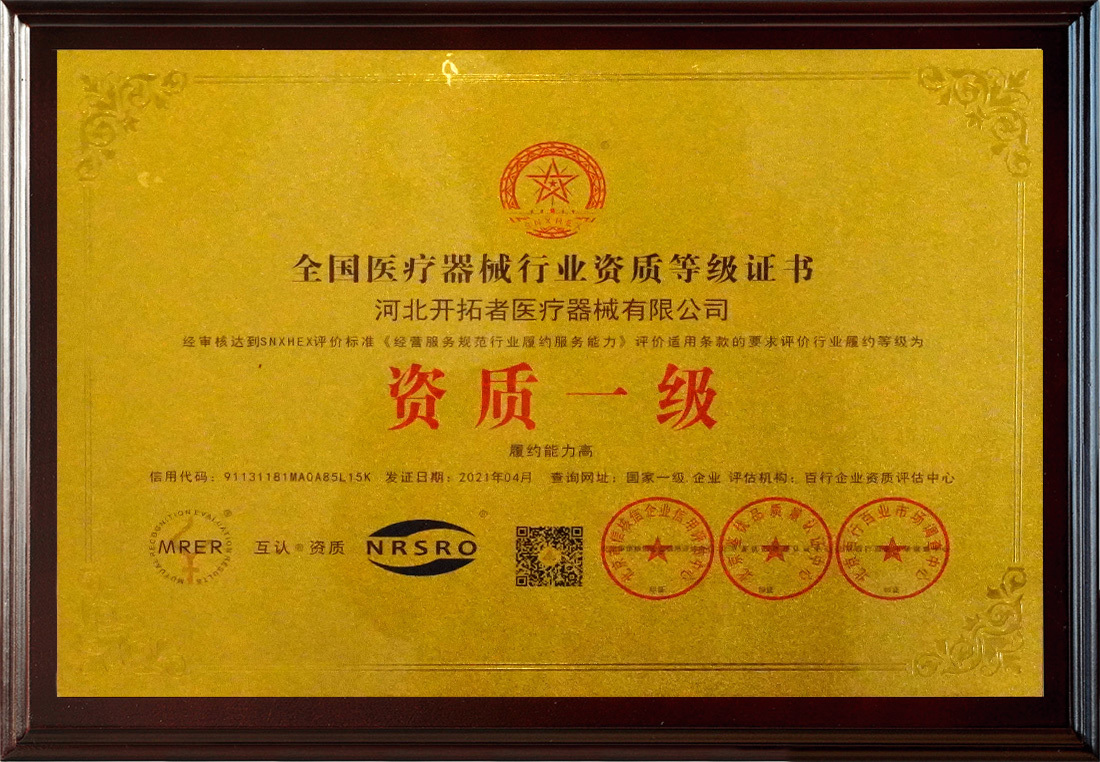 全国医疗器械行业资质等级证书
河北开拓者医疗器械有限公司
经审核达到SNXHEX评价标准《经营服务规范行业履约服务能力》评价适用条款的要求评价行业履约等级为
资质一级
履约能力高
信用代码：91131181MA0A85L15K 发证日期：2021年04月 查询网址：国家一级.企业 评估机构：百行企业资质评估中心
MUTUAL RECOGNITION EVALUATION RESULTS
MRER
互认®资质
NRSRO